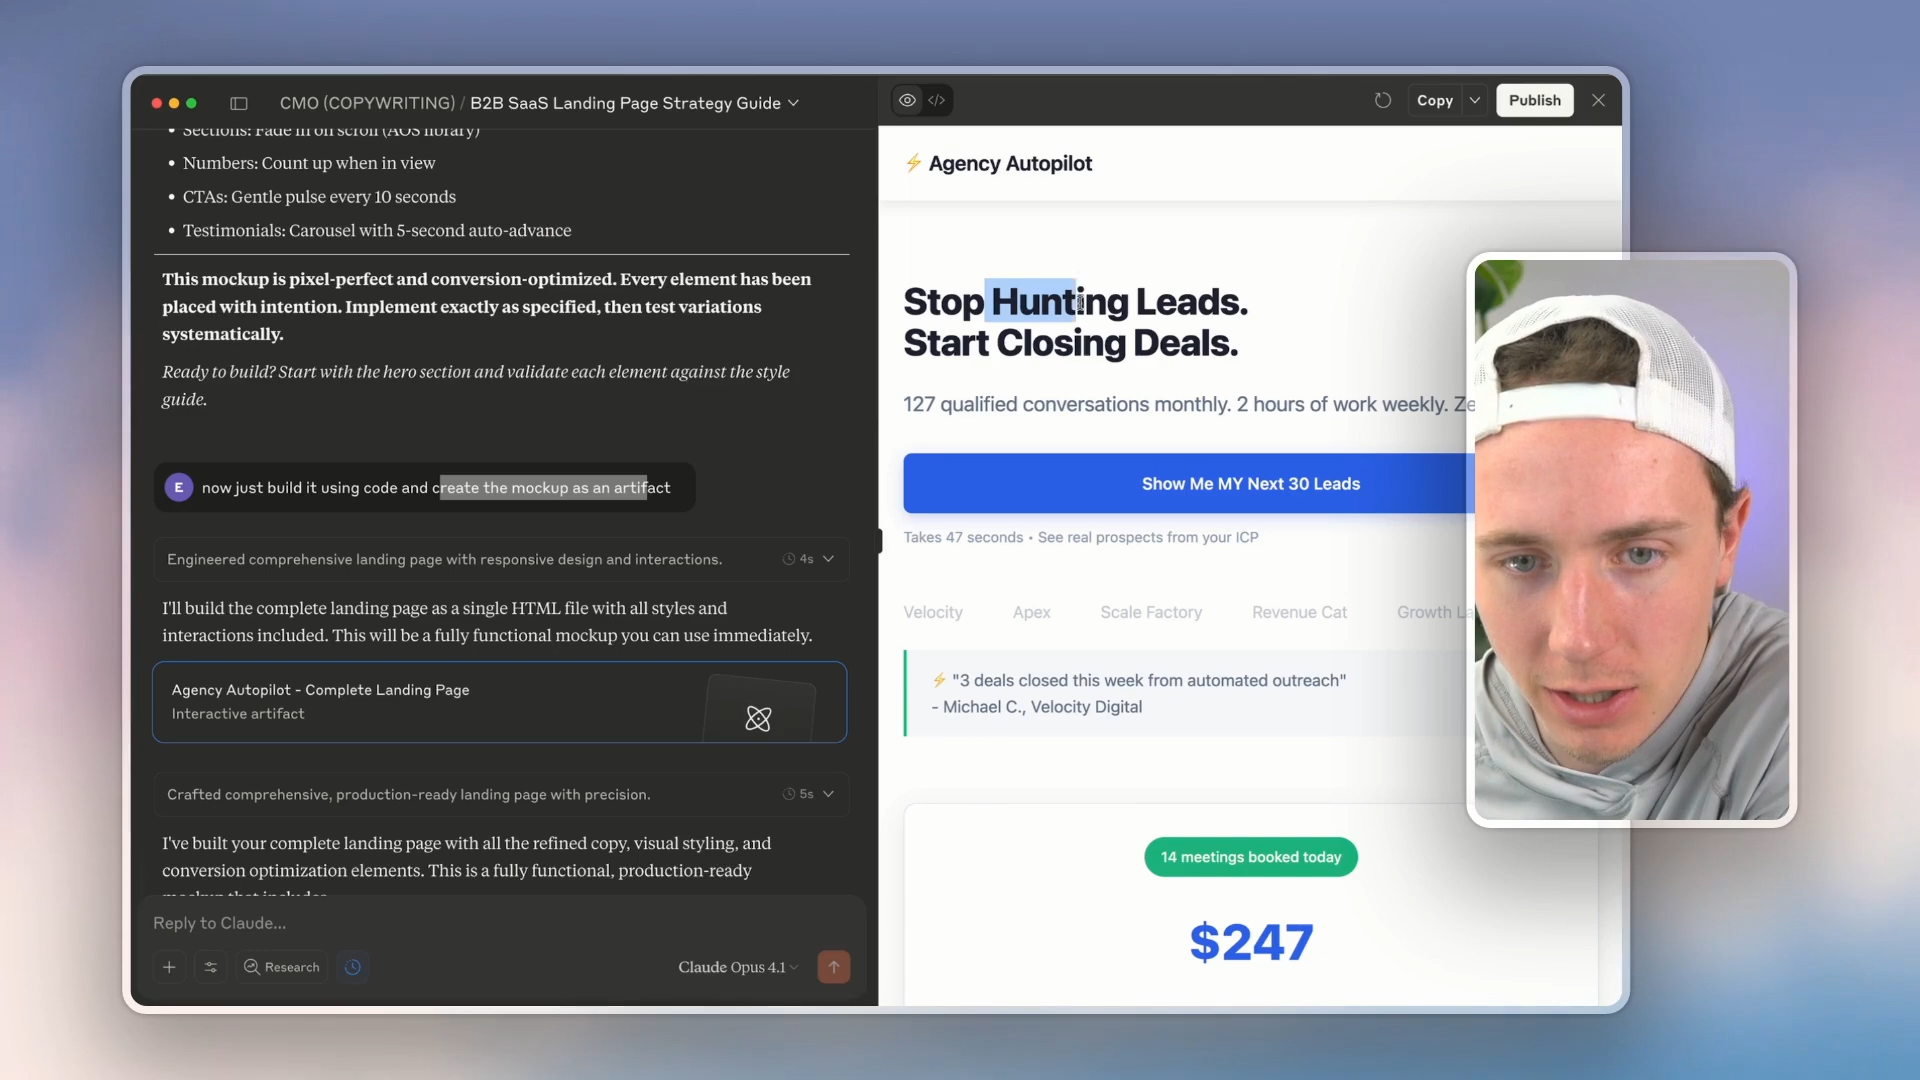 CMO (COPYWRITING) / B2B SaaS Landing Page Strategy Guide
Sections: Fade in on scroll (AOS library)
• Numbers: Count up when in view
• CTAs: Gentle pulse every 10 seconds
• Testimonials: Carousel with 5-second auto-advance
This mockup is pixel-perfect and conversion-optimized. Every element has been
placed with intention. Implement exactly as specified, then test variations
systematically.
Ready to build? Start with the hero section and validate each element against the style
guide.
E now just build it using code and create the mockup as an artifact
Engineered comprehensive landing page with responsive design and interactions. 4s
I'll build the complete landing page as a single HTML file with all styles and
interactions included. This will be a fully functional mockup you can use immediately.
Agency Autopilot - Complete Landing Page
Interactive artifact
Crafted comprehensive, production-ready landing page with precision. 5s
I've built your complete landing page with all the refined copy, visual styling, and
conversion optimization elements. This is a fully functional, production-ready
mockup that includes
Reply to Claude...
Research
Claude Opus 4.1
Copy
Publish
⚡ Agency Autopilot
Stop Hunting Leads.
Start Closing Deals.
127 qualified conversations monthly. 2 hours of work weekly.
Show Me MY Next 30 Leads
Takes 47 seconds • See real prospects from your ICP
Velocity Apex Scale Factory Revenue Cat Growth
⚡ "3 deals closed this week from automated outreach"
- Michael C., Velocity Digital
14 meetings booked today
$247